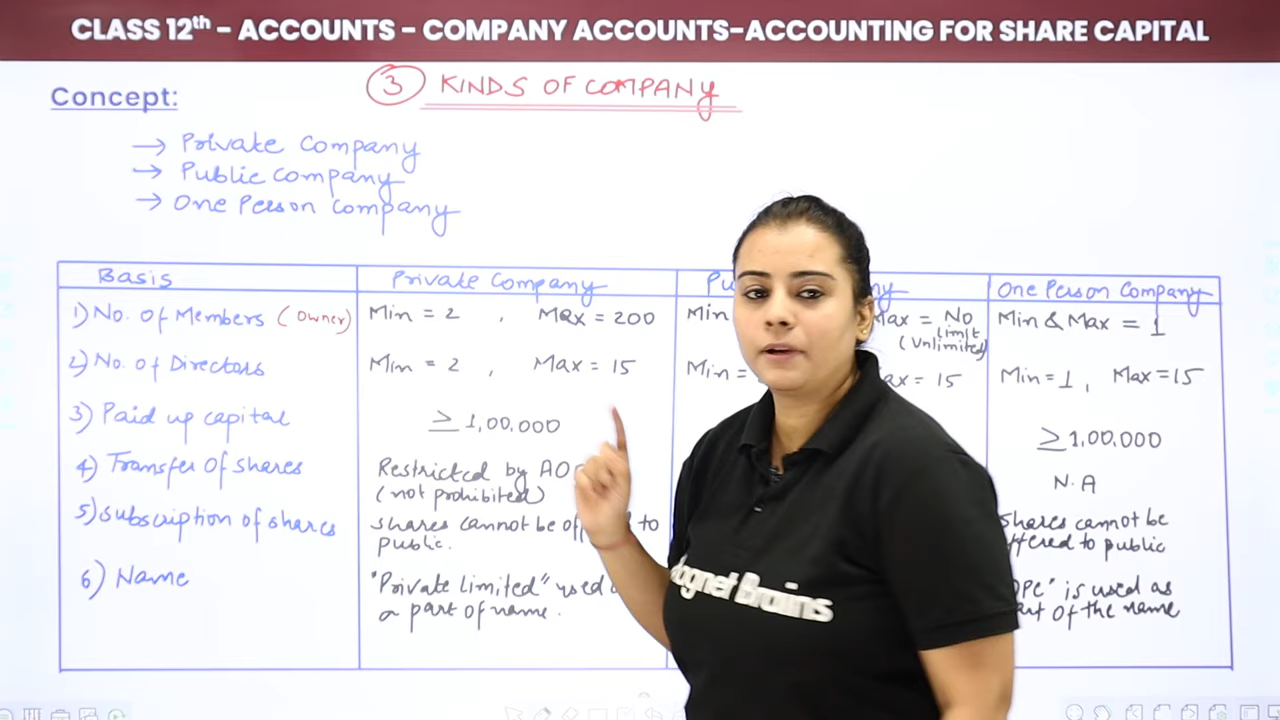 CLASS 12th - ACCOUNTS - COMPANY ACCOUNTS-ACCOUNTING FOR SHARE CAPITAL
Concept:
3 KINDS OF COMPANY
→ Private Company
→ Public Company
→ One Person Company
Basis
Private Company
One Person Company
1) No. of Members (Owner)
Min = 2 , Max = 200
Min
Max = No
Limit
(Unlimited)
Min & Max = 1
2) No. of Directors
Min = 2 , Max = 15
Min =
Max = 15
Min = 1 , Max = 15
3) Paid up capital
≥ 1,00,000
≥ 1,00,000
4) Transfer of shares
Restricted by
(not prohibited)
N.A
5) Subscription of shares
shares cannot be to
public.
shares cannot be
offered to public
6) Name
"Private Limited" used
a part of name.
OPC" is used as
part of the name
Magnet Brains